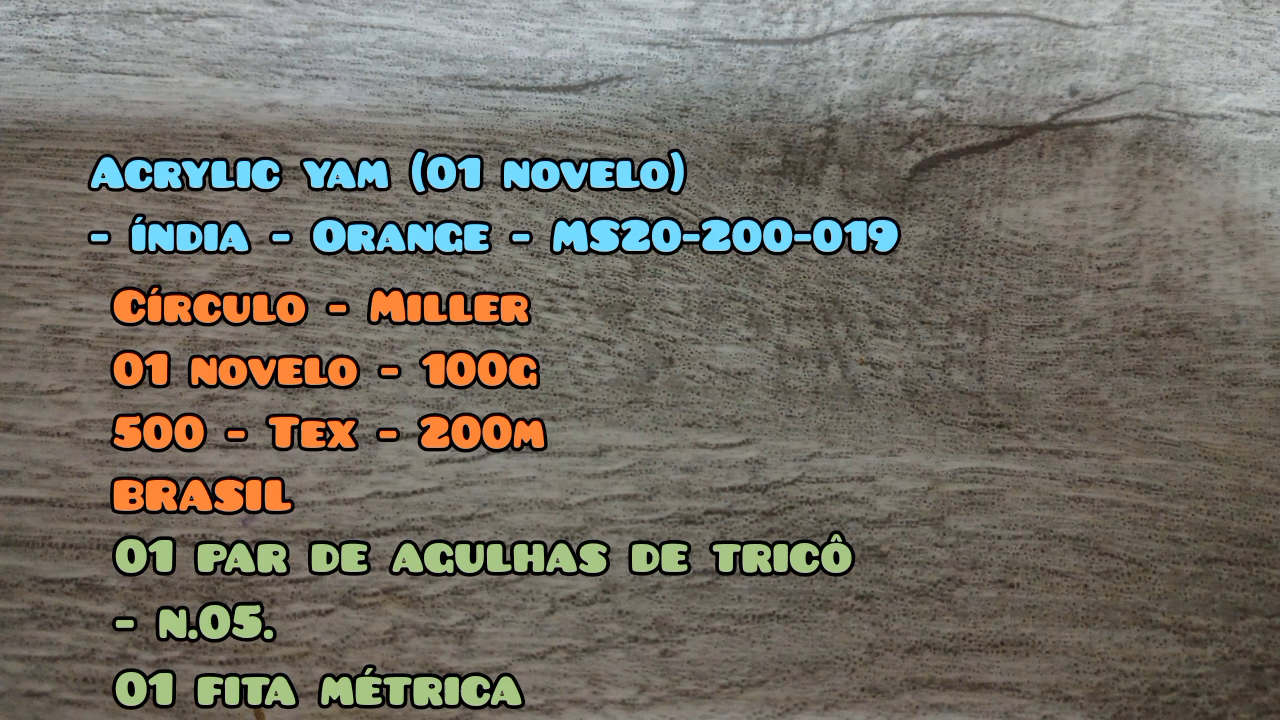 Acrylic yam (01 novelo)
- índia - Orange - MS20-200-019
Círculo - Miller
01 novelo - 100g
500 - Tex - 200m
BRASIL
01 par de agulhas de tricô
- n.05.
01 fita métrica